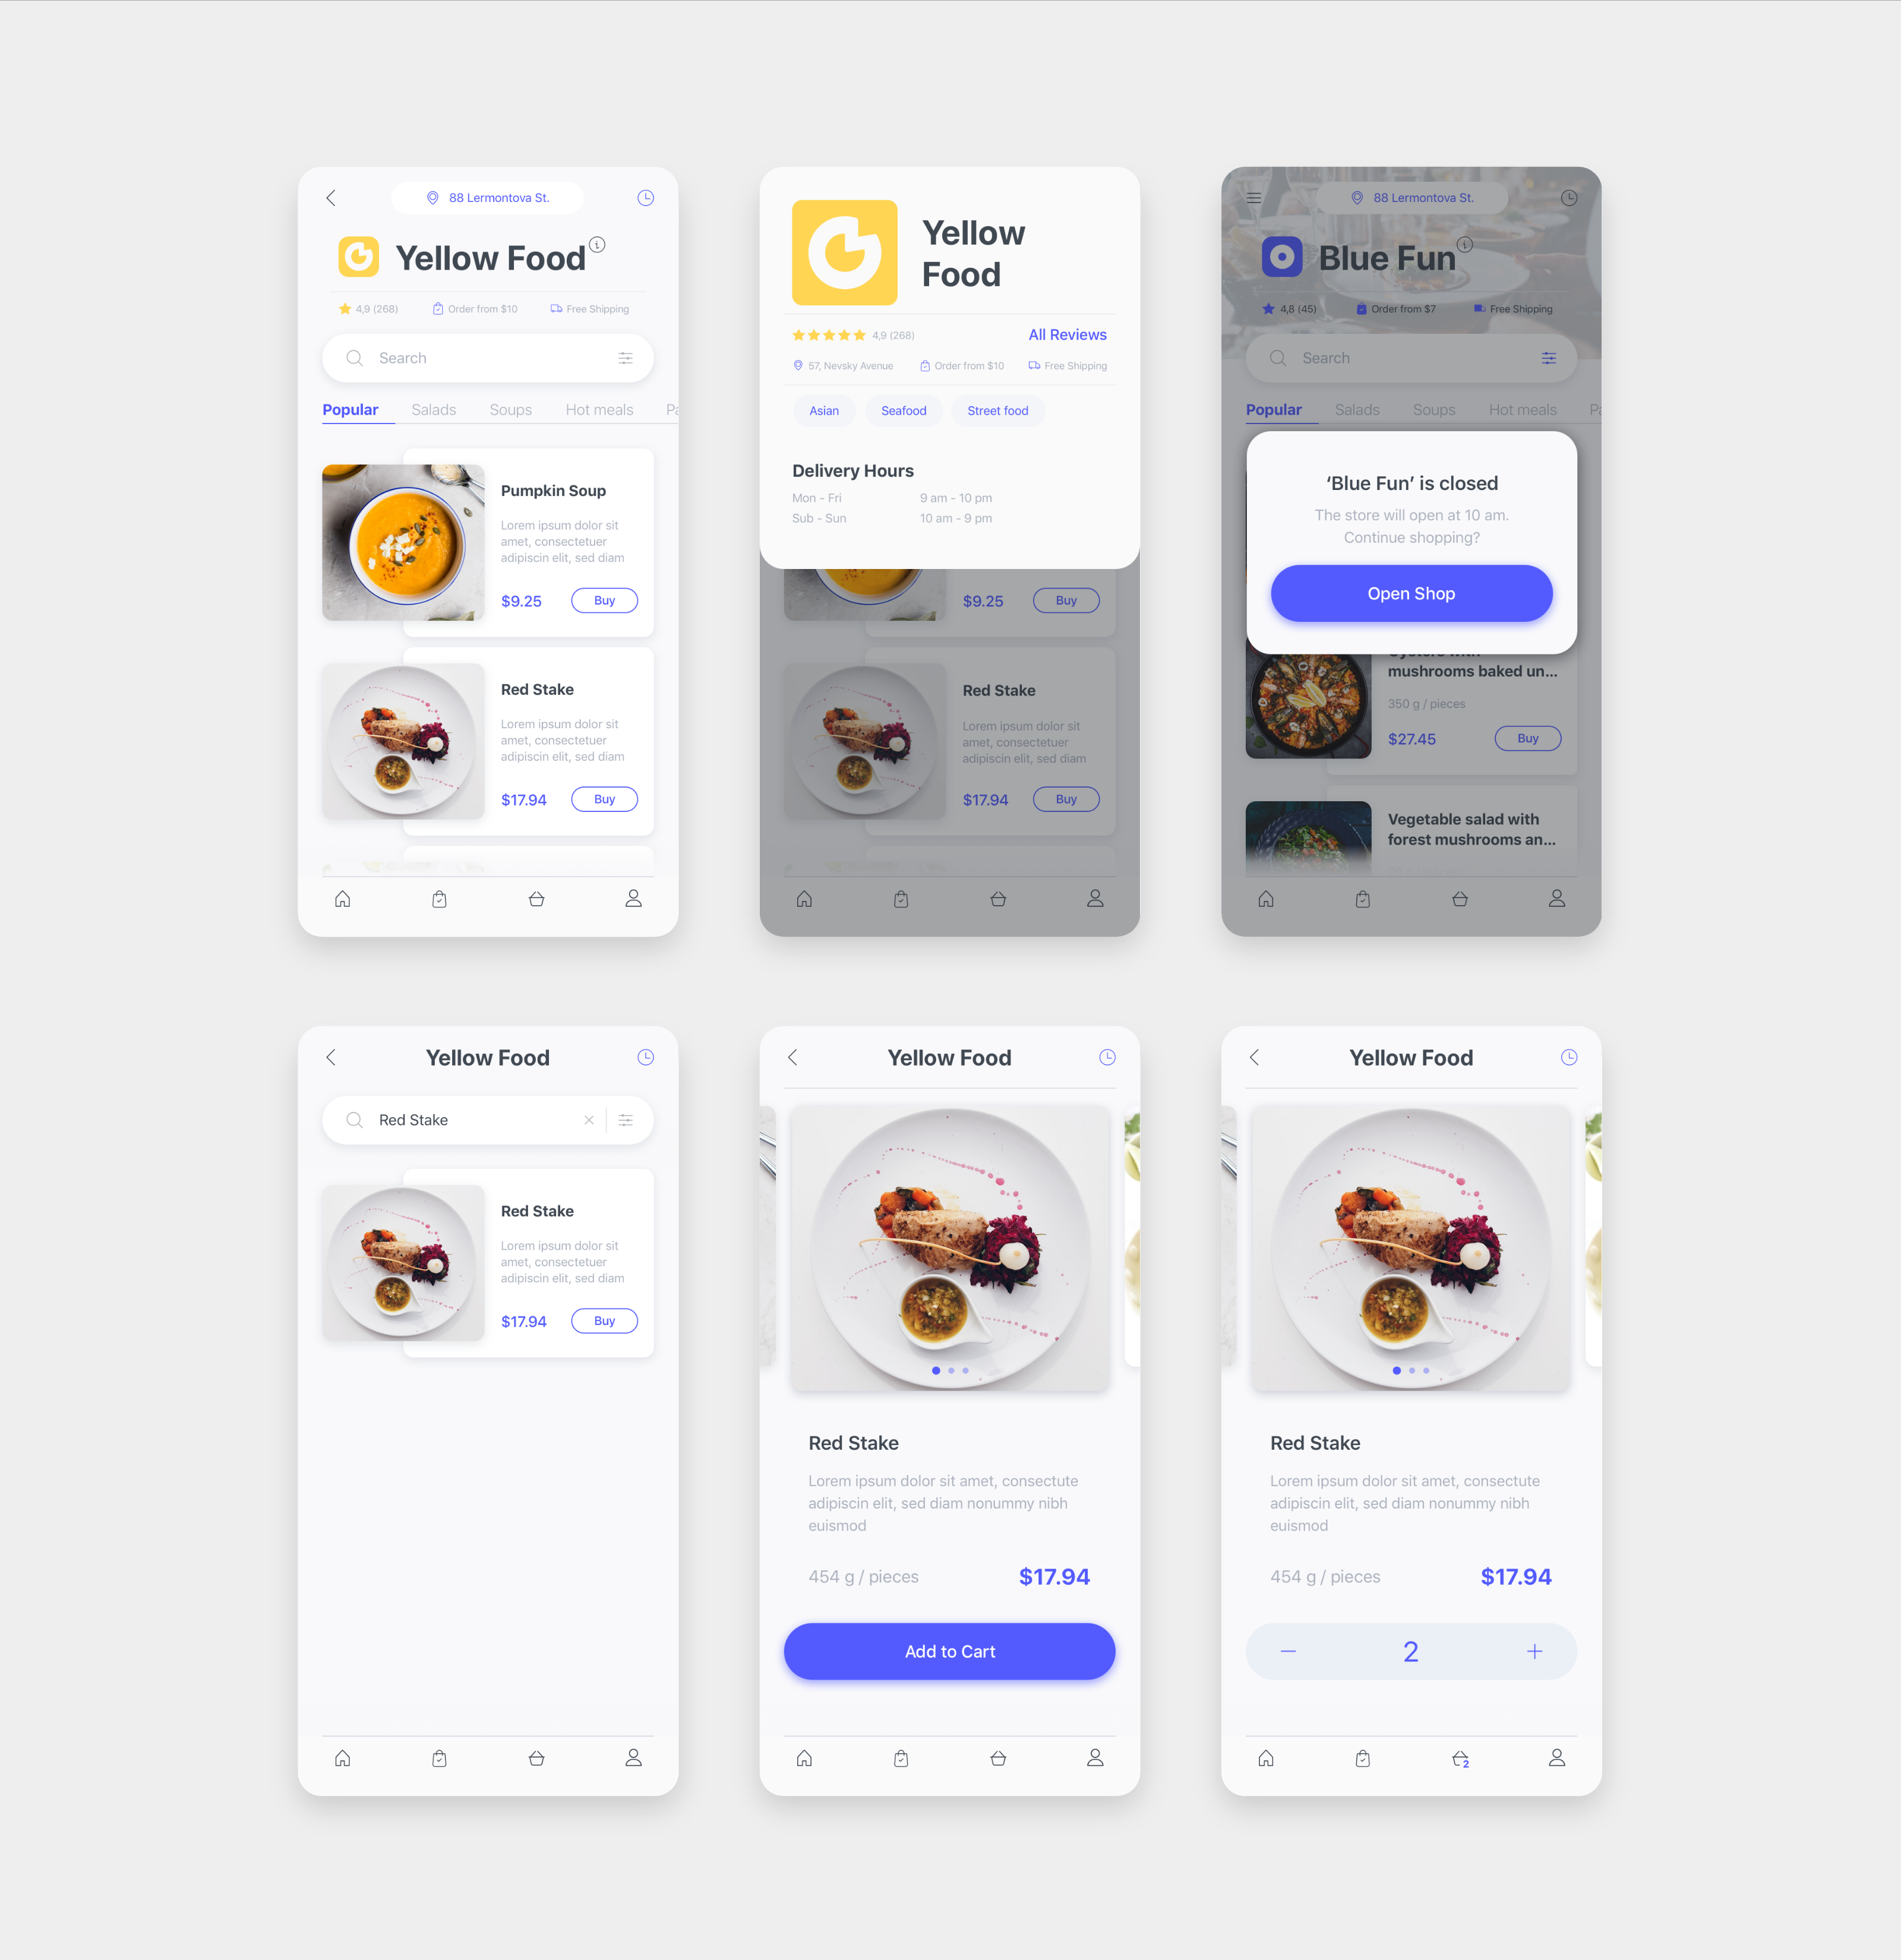 88 Lermontova St.
Yellow Food
4,9 (268)
Order from $10
Free Shipping
Search
Popular
Salads
Soups
Hot meals
Pa
Pumpkin Soup
Lorem ipsum dolor sit
amet, consectetuer
adipiscin elit, sed diam
$9.25
Buy
Red Stake
Lorem ipsum dolor sit
amet, consectetuer
adipiscin elit, sed diam
$17.94
Buy
Yellow
Food
4,9 (268)
All Reviews
57, Nevsky Avenue
Order from $10
Free Shipping
Asian
Seafood
Street food
Delivery Hours
Mon - Fri
9 am - 10 pm
Sub - Sun
10 am - 9 pm
$9.25
Buy
Red Stake
Lorem ipsum dolor sit
amet, consectetuer
adipiscin elit, sed diam
$17.94
Buy
88 Lermontova St.
Blue Fun
4,8 (45)
Order from $7
Free Shipping
Search
Popular
Salads
Soups
Hot meals
Pa
‘Blue Fun’ is closed
The store will open at 10 am.
Continue shopping?
Open Shop
mushrooms baked un...
350 g / pieces
$27.45
Buy
Vegetable salad with
forest mushrooms an...
Yellow Food
Red Stake
Red Stake
Lorem ipsum dolor sit
amet, consectetuer
adipiscin elit, sed diam
$17.94
Buy
Yellow Food
Red Stake
Lorem ipsum dolor sit amet, consectute
adipiscin elit, sed diam nonummy nibh
euismod
454 g / pieces
$17.94
Add to Cart
Yellow Food
Red Stake
Lorem ipsum dolor sit amet, consectute
adipiscin elit, sed diam nonummy nibh
euismod
454 g / pieces
$17.94
2
2